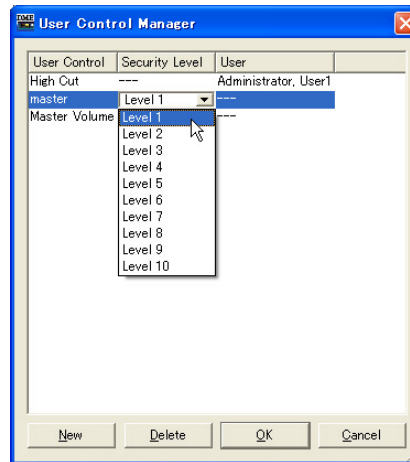 DME User Control Manager
User Control Security Level User
High Cut --- Administrator, User1
master Level 1 ---
Master Volume Level 1 ---
Level 2
Level 3
Level 4
Level 5
Level 6
Level 7
Level 8
Level 9
Level 10
New Delete OK Cancel